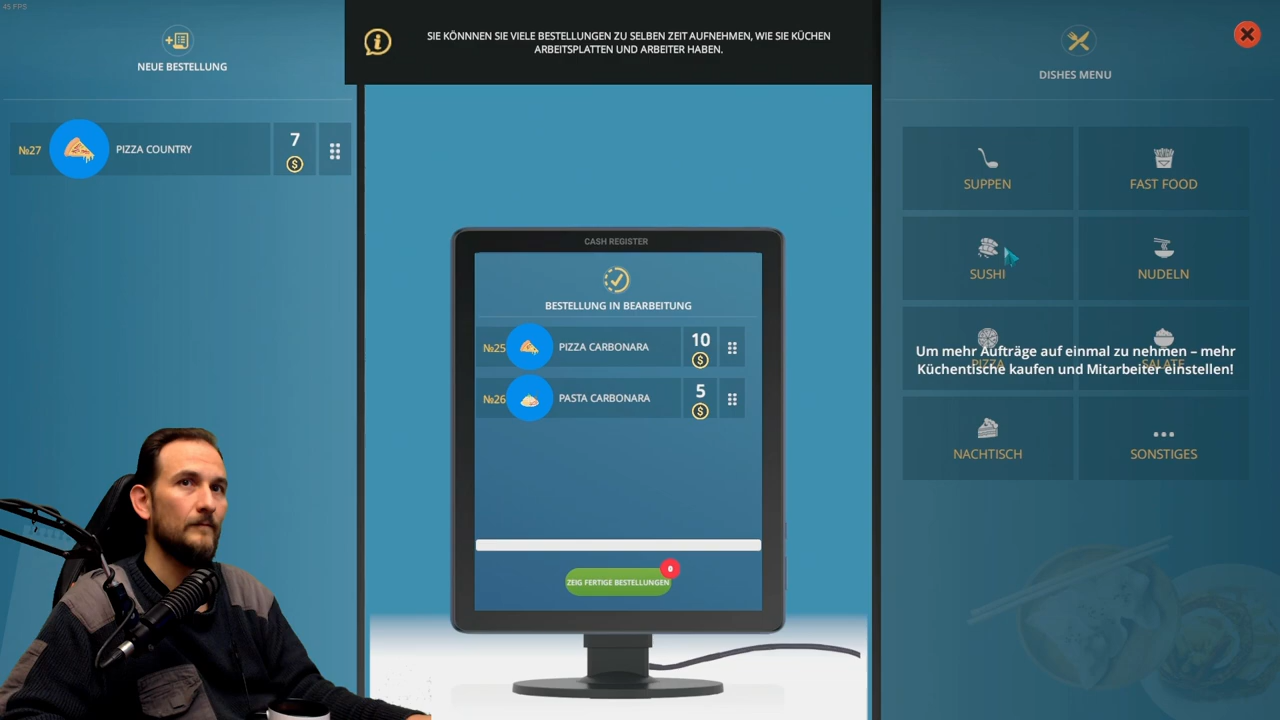 45 FPS
NEUE BESTELLUNG
№27
PIZZA COUNTRY
7
$
SIE KÖNNNEN SIE VIELE BESTELLUNGEN ZU SELBEN ZEIT AUFNEHMEN, WIE SIE KÜCHEN
ARBEITSPLATTEN UND ARBEITER HABEN.
CASH REGISTER
BESTELLUNG IN BEARBEITUNG
№25
PIZZA CARBONARA
10
$
№26
PASTA CARBONARA
5
$
0
ZEIG FERTIGE BESTELLUNGEN
DISHES MENU
SUPPEN
FAST FOOD
SUSHI
NUDELN
PIZZA
SALATE
Um mehr Aufträge auf einmal zu nehmen – mehr
Küchentische kaufen und Mitarbeiter einstellen!
NACHTISCH
SONSTIGES